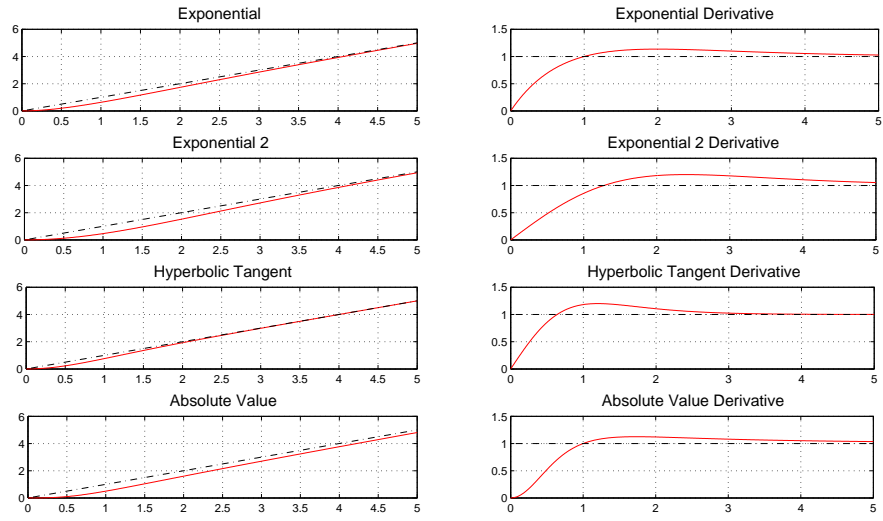 Exponential
6
4
2
0
0 0.5 1 1.5 2 2.5 3 3.5 4 4.5 5
Exponential Derivative
1.5
1
0.5
0
0 1 2 3 4 5
Exponential 2
6
4
2
0
0 0.5 1 1.5 2 2.5 3 3.5 4 4.5 5
Exponential 2 Derivative
1.5
1
0.5
0
0 1 2 3 4 5
Hyperbolic Tangent
6
4
2
0
0 0.5 1 1.5 2 2.5 3 3.5 4 4.5 5
Hyperbolic Tangent Derivative
1.5
1
0.5
0
0 1 2 3 4 5
Absolute Value
6
4
2
0
0 0.5 1 1.5 2 2.5 3 3.5 4 4.5 5
Absolute Value Derivative
1.5
1
0.5
0
0 1 2 3 4 5